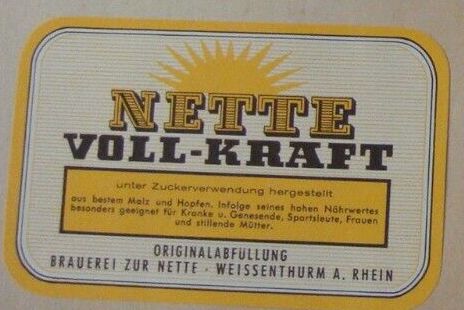 NETTE
VOLL-KRAFT
unter Zuckerverwendung hergestellt
aus bestem Malz und Hopfen. Infolge seines hohen Nährwertes
besonders geeignet für Kranke u. Genesende, Sportsleute, Frauen
und stillende Mütter.
ORIGINALABFÜLLUNG
BRAUEREI ZUR NETTE · WEISSENTHURM A. RHEIN